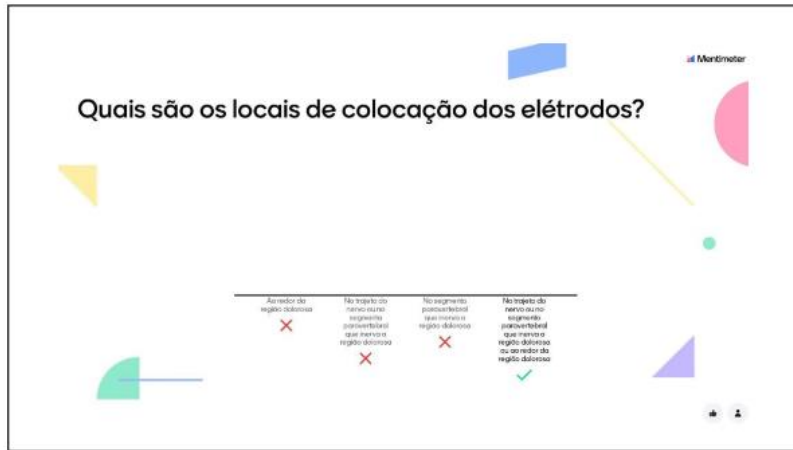 Mentimeter
Quais são os locais de colocação dos elétrodos?
Ao redor da
região dolorosa
No trajeto do
nervo ou no
segmento
paravertebral
que inerva a
região dolorosa
No segmento
paravertebral
que inerva a
região dolorosa
No trajeto do
nervo ou no
segmento
paravertebral
que inerva a
região dolorosa
ou ao redor da
região dolorosa